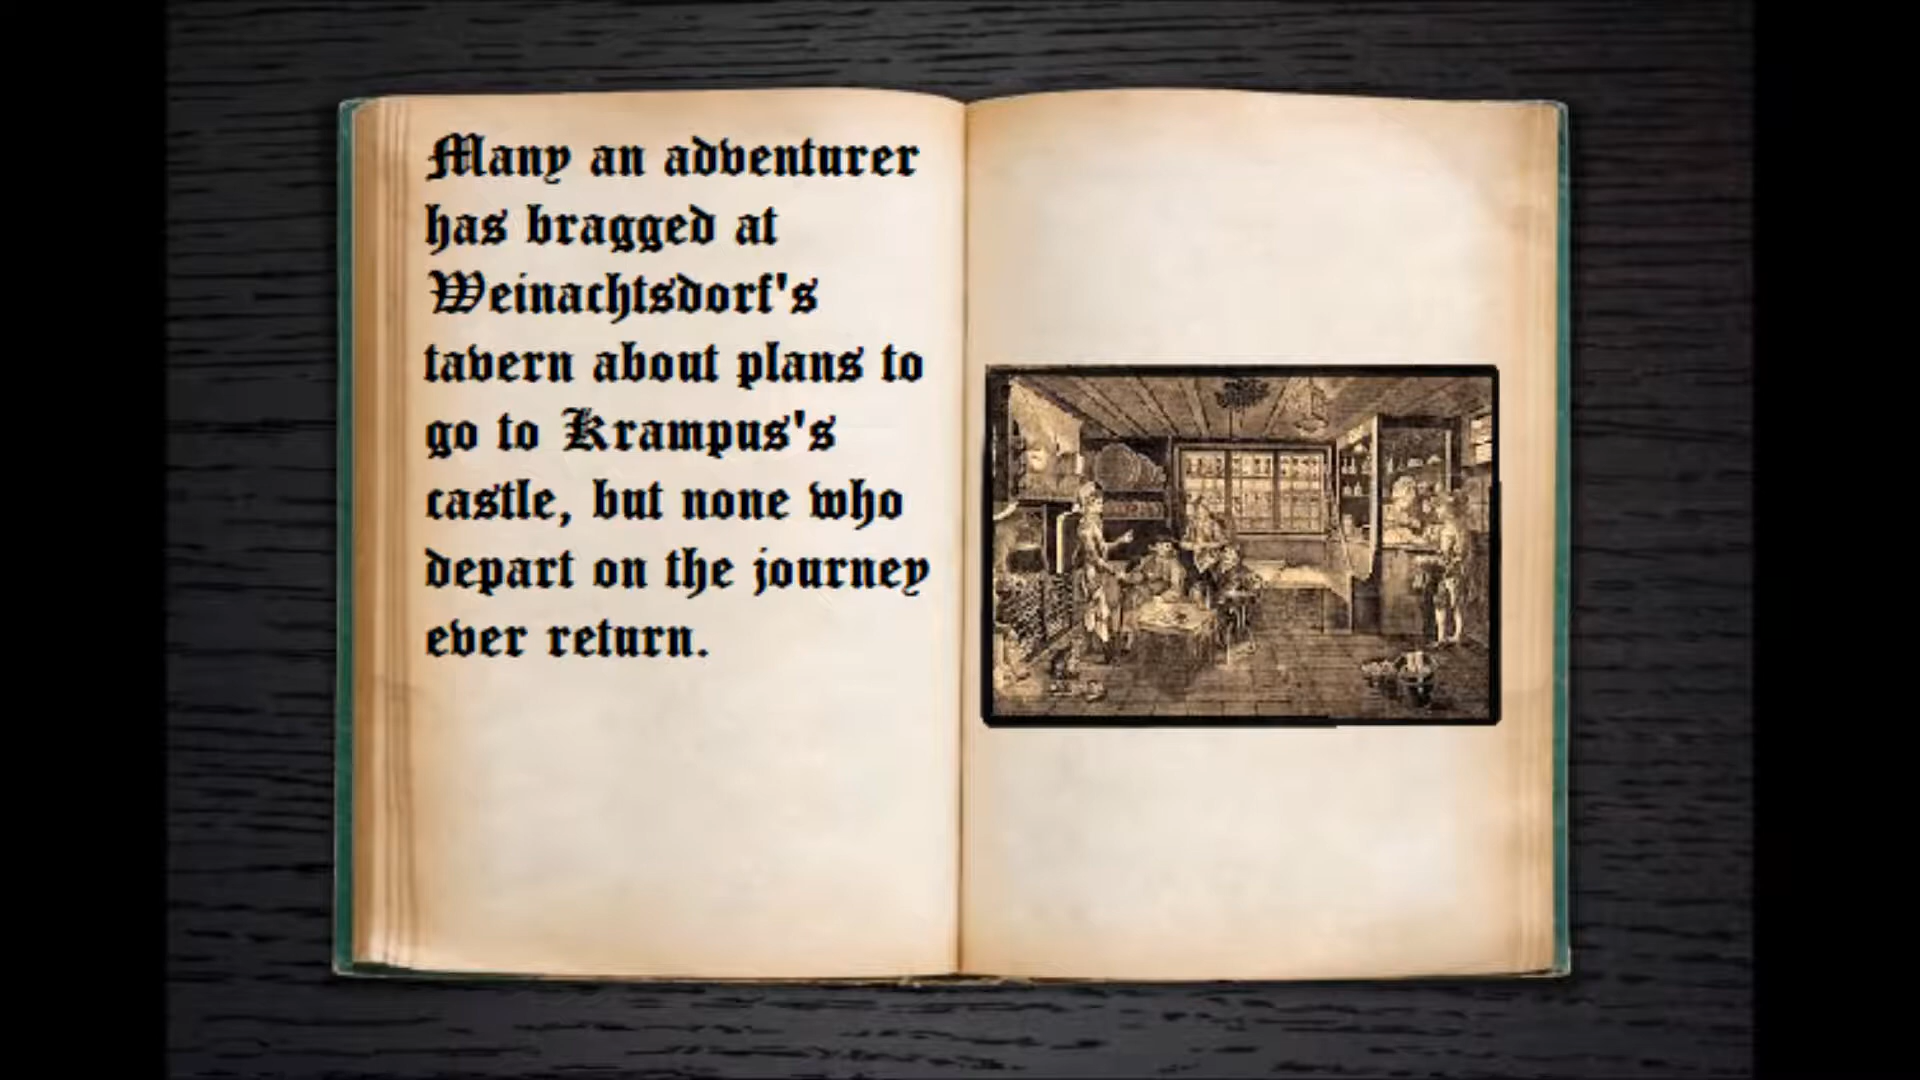 Many an adventurer
has bragged at
Weinachtsdorf's
tavern about plans to
go to Krampus's
castle, but none who
depart on the journey
ever return.